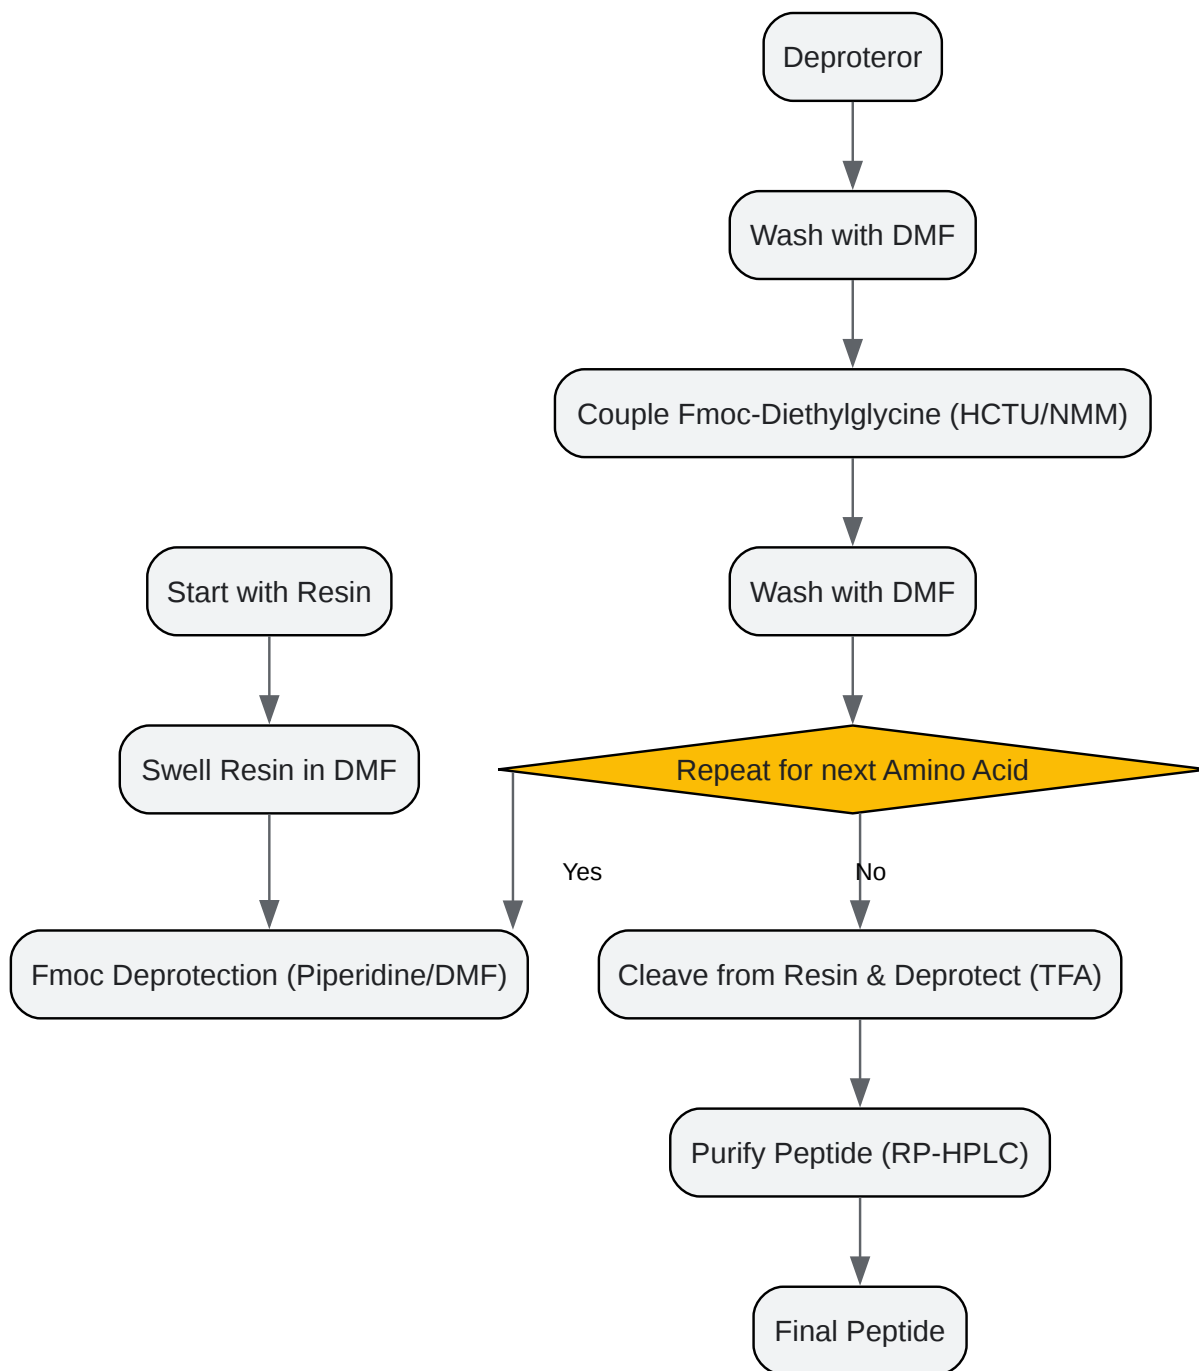 Deproteror
Wash with DMF
Couple Fmoc-Diethylglycine (HCTU/NMM)
Start with Resin
Wash with DMF
Swell Resin in DMF
Repeat for next Amino Acid
Yes
No
Fmoc Deprotection (Piperidine/DMF)
Cleave from Resin & Deprotect (TFA)
Purify Peptide (RP-HPLC)
Final Peptide